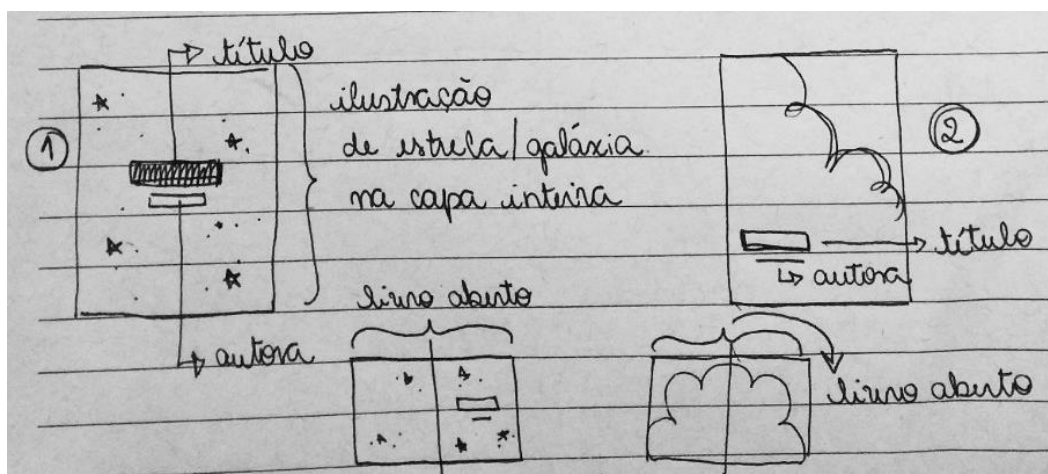 título
①
ilustração
de estrela/galáxia
na capa inteira
autora
②
título
autora
livro aberto
livro aberto